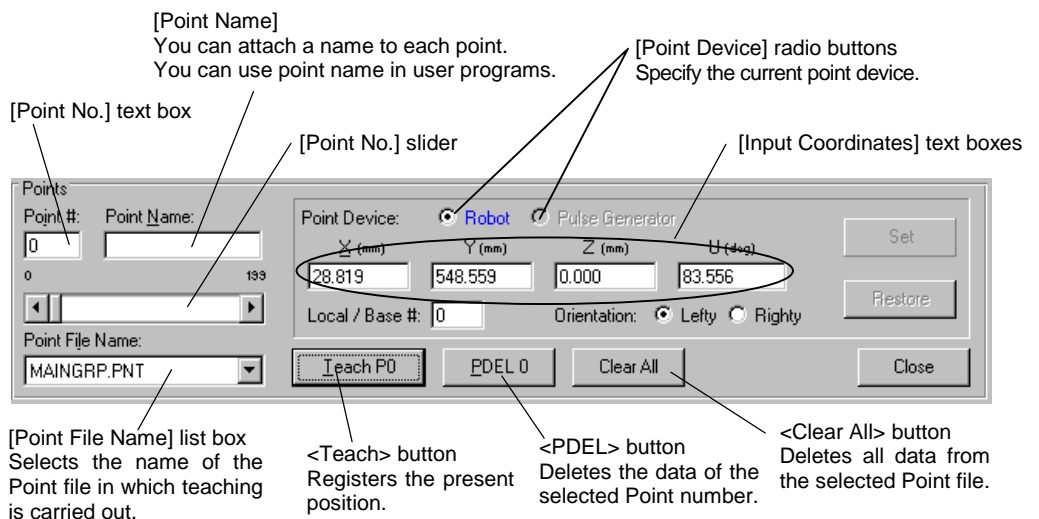 [Point Name]
You can attach a name to each point.
You can use point name in user programs.
[Point Device] radio buttons
Specify the current point device.
[Point No.] text box
[Point No.] slider
[Input Coordinates] text boxes
Points
Point #:
Point Name:
0
0
199
Point File Name:
MAINGRP.PNT
Point Device:
Robot
Pulse Generator
X (mm)
Y (mm)
Z (mm)
U (deg)
28.819
548.559
0.000
83.556
Local / Base #:
0
Orientation:
Lefty
Righty
Set
Restore
Teach P0
PDEL 0
Clear All
Close
[Point File Name] list box
Selects the name of the
Point file in which teaching
is carried out.
<Teach> button
Registers the present
position.
<PDEL> button
Deletes the data of the
selected Point number.
<Clear All> button
Deletes all data from
the selected Point file.